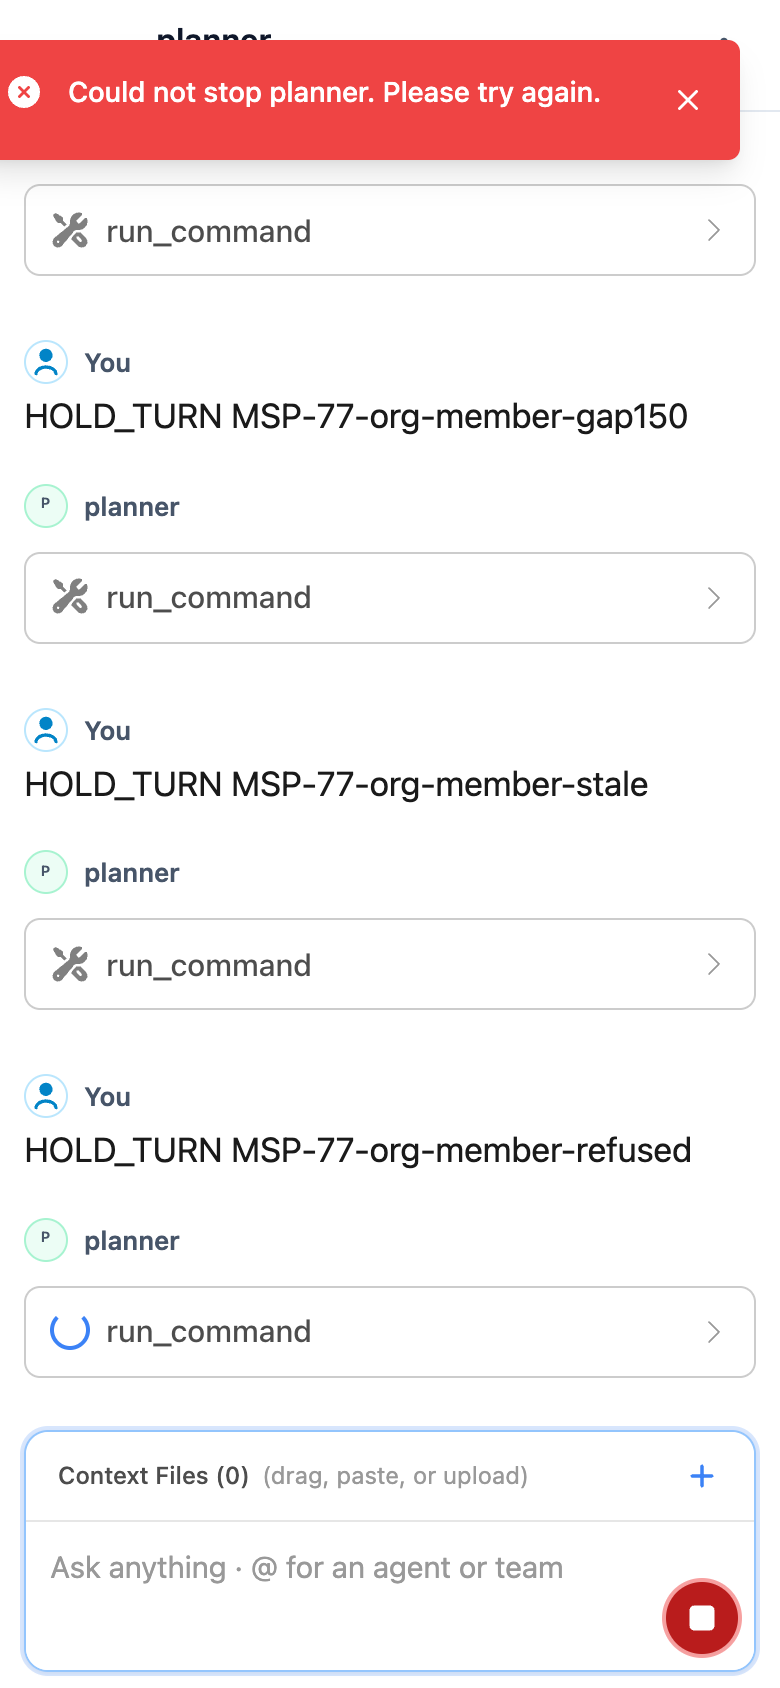 planner
Could not stop planner. Please try again.
run_command
You
HOLD_TURN MSP-77-org-member-gap150
P
planner
run_command
You
HOLD_TURN MSP-77-org-member-stale
P
planner
run_command
You
HOLD_TURN MSP-77-org-member-refused
P
planner
run_command
Context Files (0) (drag, paste, or upload)
Ask anything · @ for an agent or team